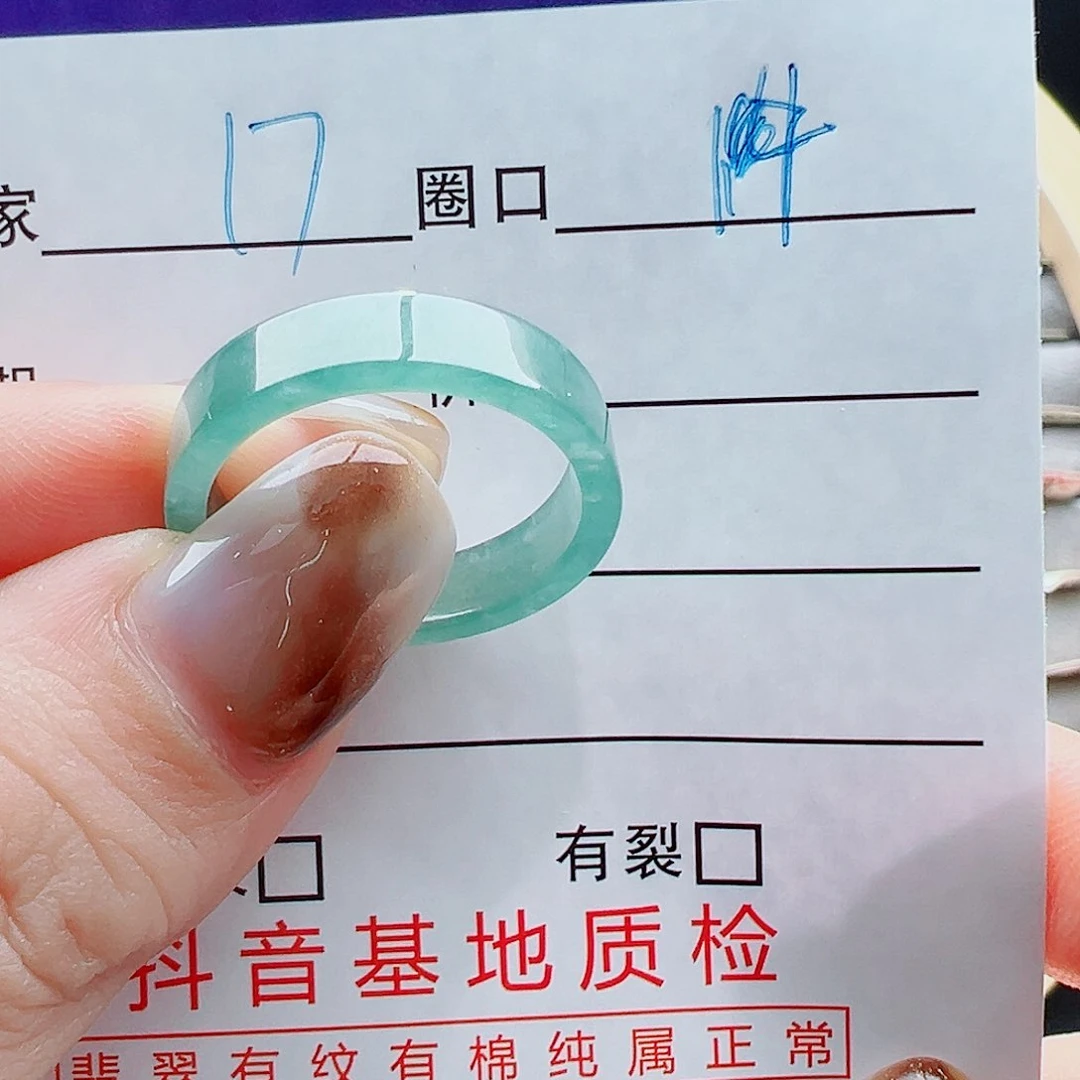 家 17 圈口
有裂
抖音基地质检
翡翠有纹有棉纯属正常